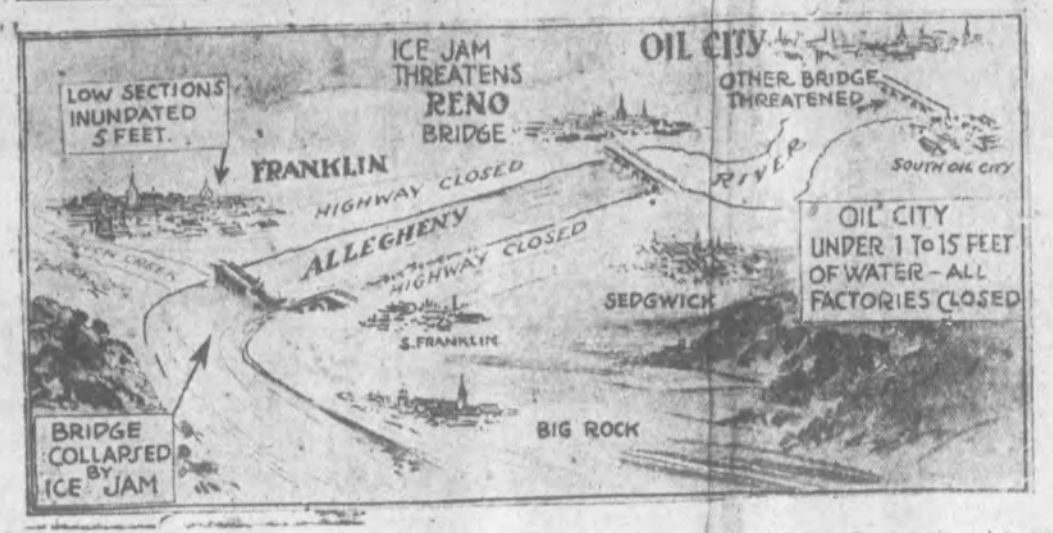 ICE JAM
THREATENS
RENO
BRIDGE
OIL CITY
OTHER BRIDGE
THREATENED
LOW SECTIONS
INUNDATED
5 FEET.
FRANKLIN
HIGHWAY CLOSED
RIVER
SOUTH OIL CITY
ALLEGHENY
HIGHWAY CLOSED
CREEK
OIL CITY
UNDER 1 TO 15 FEET
OF WATER - ALL
FACTORIES CLOSED
SEDGWICK
S. FRANKLIN
BIG ROCK
BRIDGE
COLLAPSED
BY
ICE JAM